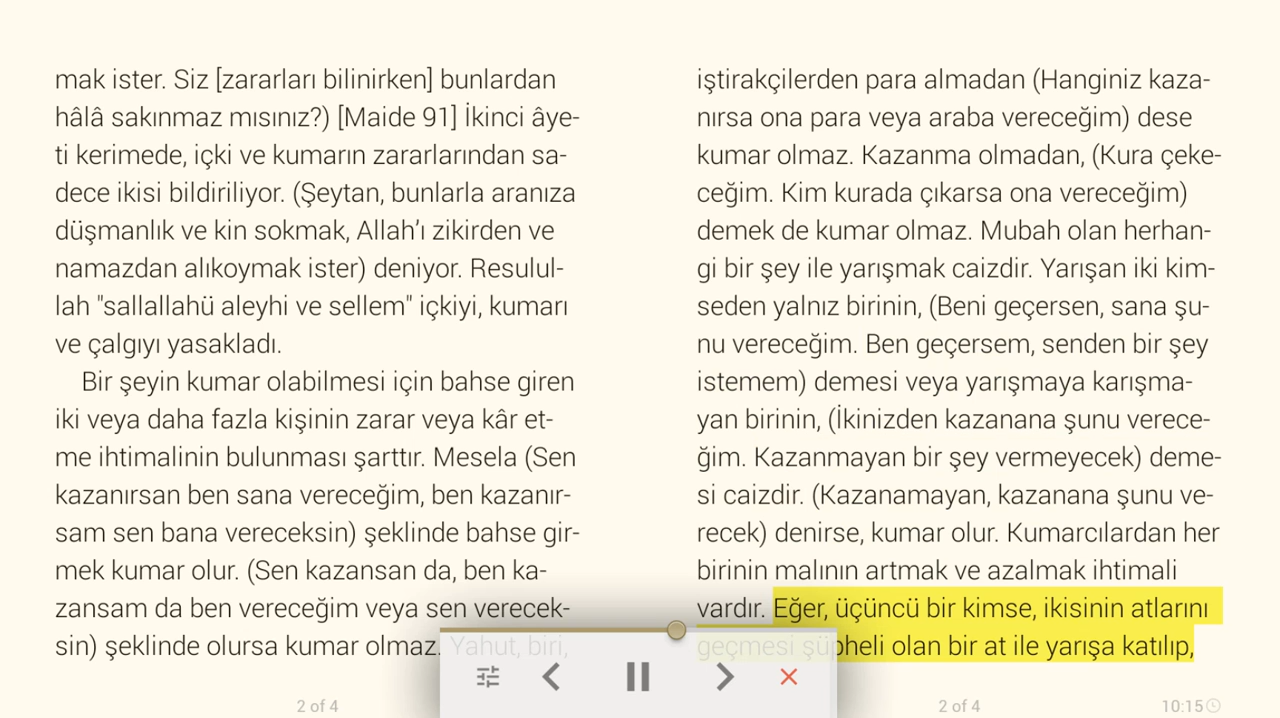 mak ister. Siz [zararları bilinirken] bunlardan
hâlâ sakınmaz mısınız?) [Maide 91] İkinci âye-
ti kerimede, içki ve kumarın zararlarından sa-
dece ikisi bildiriliyor. (Şeytan, bunlarla aranıza
düşmanlık ve kin sokmak, Allah’ı zikirden ve
namazdan alıkoymak ister) deniyor. Resulul-
lah "sallallahü aleyhi ve sellem" içkiyi, kumarı
ve çalgıyı yasakladı.
Bir şeyin kumar olabilmesi için bahse giren
iki veya daha fazla kişinin zarar veya kâr et-
me ihtimalinin bulunması şarttır. Mesela (Sen
kazanırsan ben sana vereceğim, ben kazanır-
sam sen bana vereceksin) şeklinde bahse gir-
mek kumar olur. (Sen kazansan da, ben ka-
zansam da ben vereceğim veya sen verecek-
sin) şeklinde olursa kumar olmaz. Yahut, biri,
2 of 4
iştirakçilerden para almadan (Hanginiz kaza-
nırsa ona para veya araba vereceğim) dese
kumar olmaz. Kazanma olmadan, (Kura çeke-
ceğim. Kim kurada çıkarsa ona vereceğim)
demek de kumar olmaz. Mubah olan herhan-
gi bir şey ile yarışmak caizdir. Yarışan iki kim-
seden yalnız birinin, (Beni geçersen, sana şu-
nu vereceğim. Ben geçersem, senden bir şey
istemem) demesi veya yarışmaya karışma-
yan birinin, (İkinizden kazanana şunu verece-
ğim. Kazanmayan bir şey vermeyecek) deme-
si caizdir. (Kazanamayan, kazanana şunu ve-
recek) denirse, kumar olur. Kumarcılardan her
birinin malının artmak ve azalmak ihtimali
vardır. Eğer, üçüncü bir kimse, ikisinin atlarını
geçmesi şüpheli olan bir at ile yarışa katılıp,
2 of 4
10:15